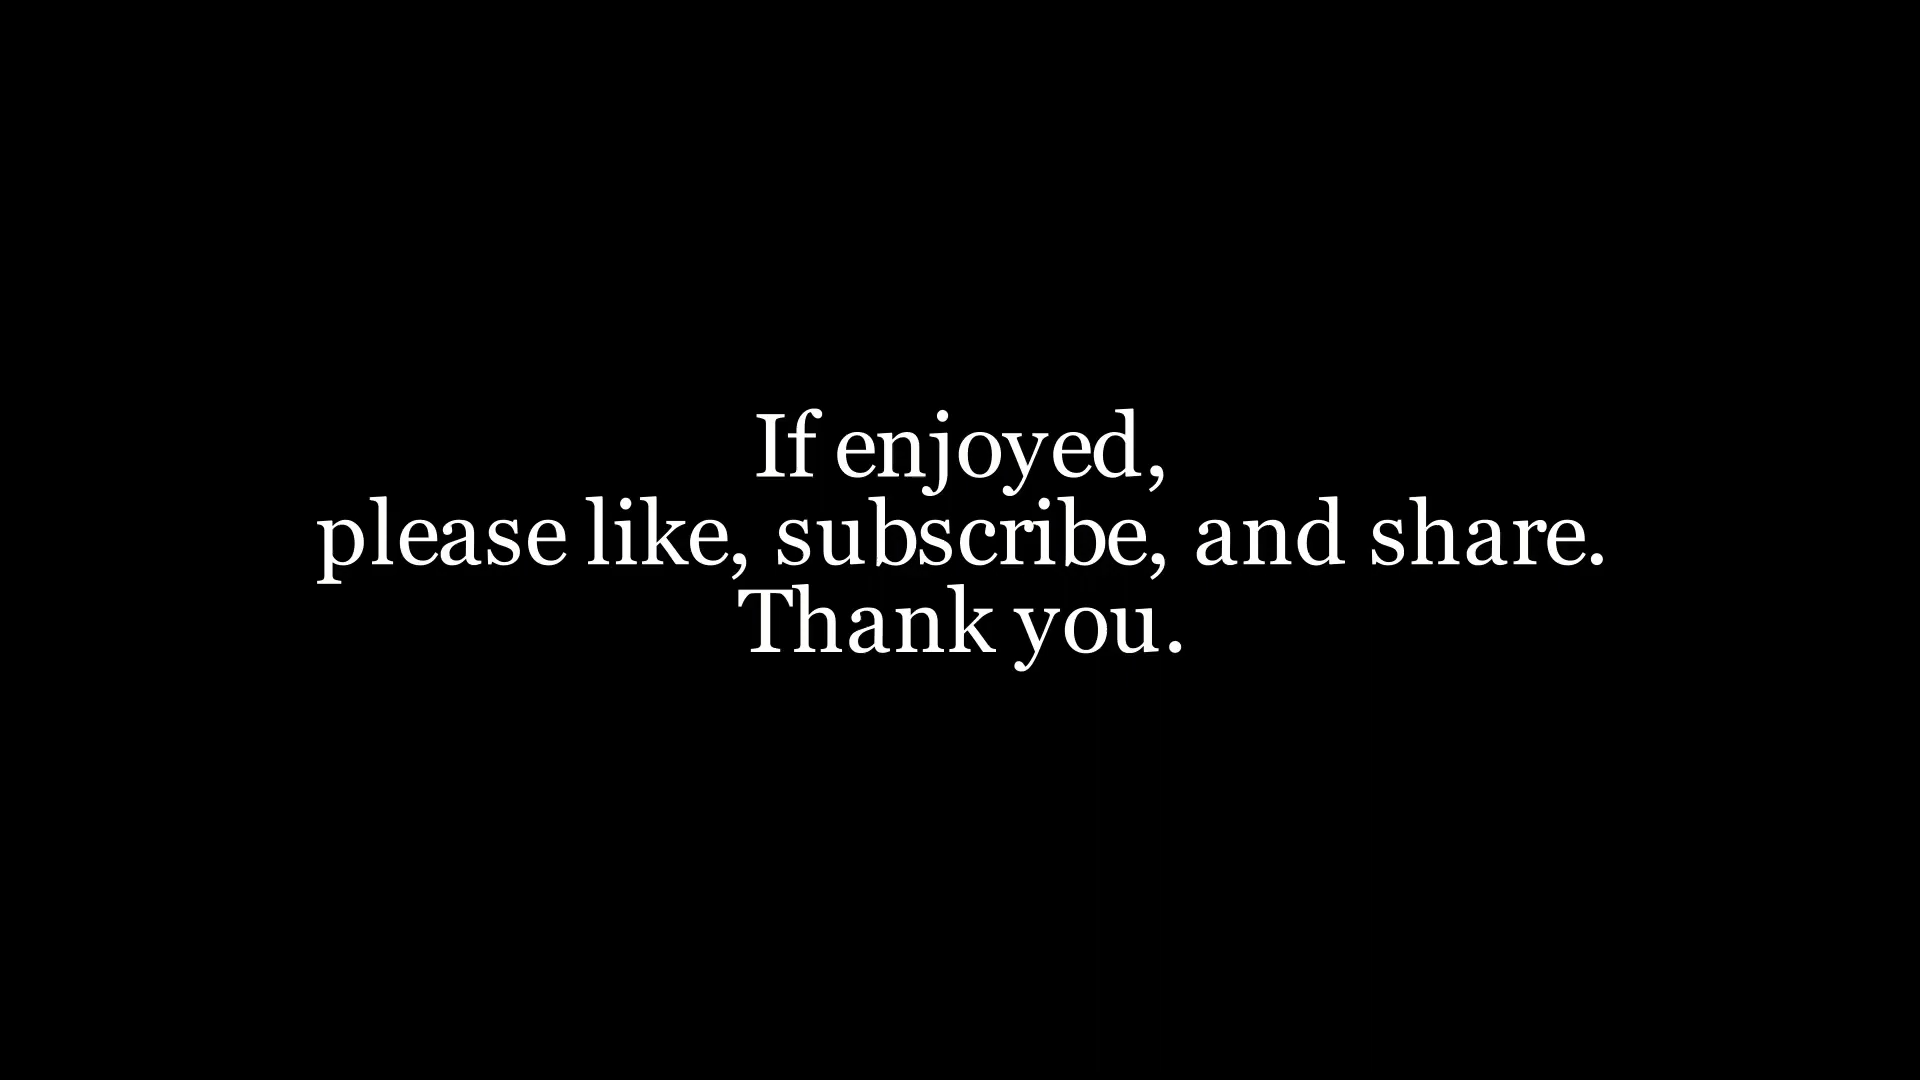 If enjoyed,
please like, subscribe, and share.
Thank you.